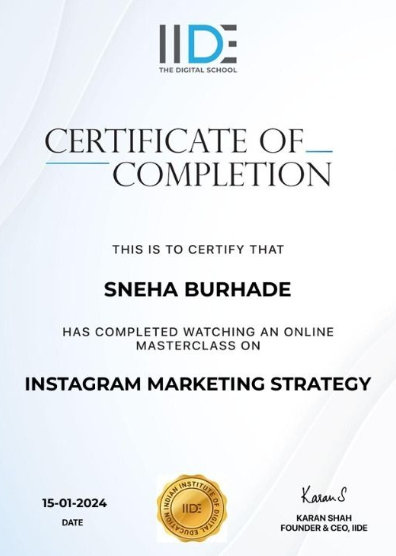 IIDE
THE DIGITAL SCHOOL
CERTIFICATE OF
COMPLETION
THIS IS TO CERTIFY THAT
SNEHA BURHADE
HAS COMPLETED WATCHING AN ONLINE
MASTERCLASS ON
INSTAGRAM MARKETING STRATEGY
15-01-2024
DATE
INDIAN INSTITUTE OF DIGITAL EDUCATION
IIDE
Karan S
KARAN SHAH
FOUNDER & CEO, IIDE